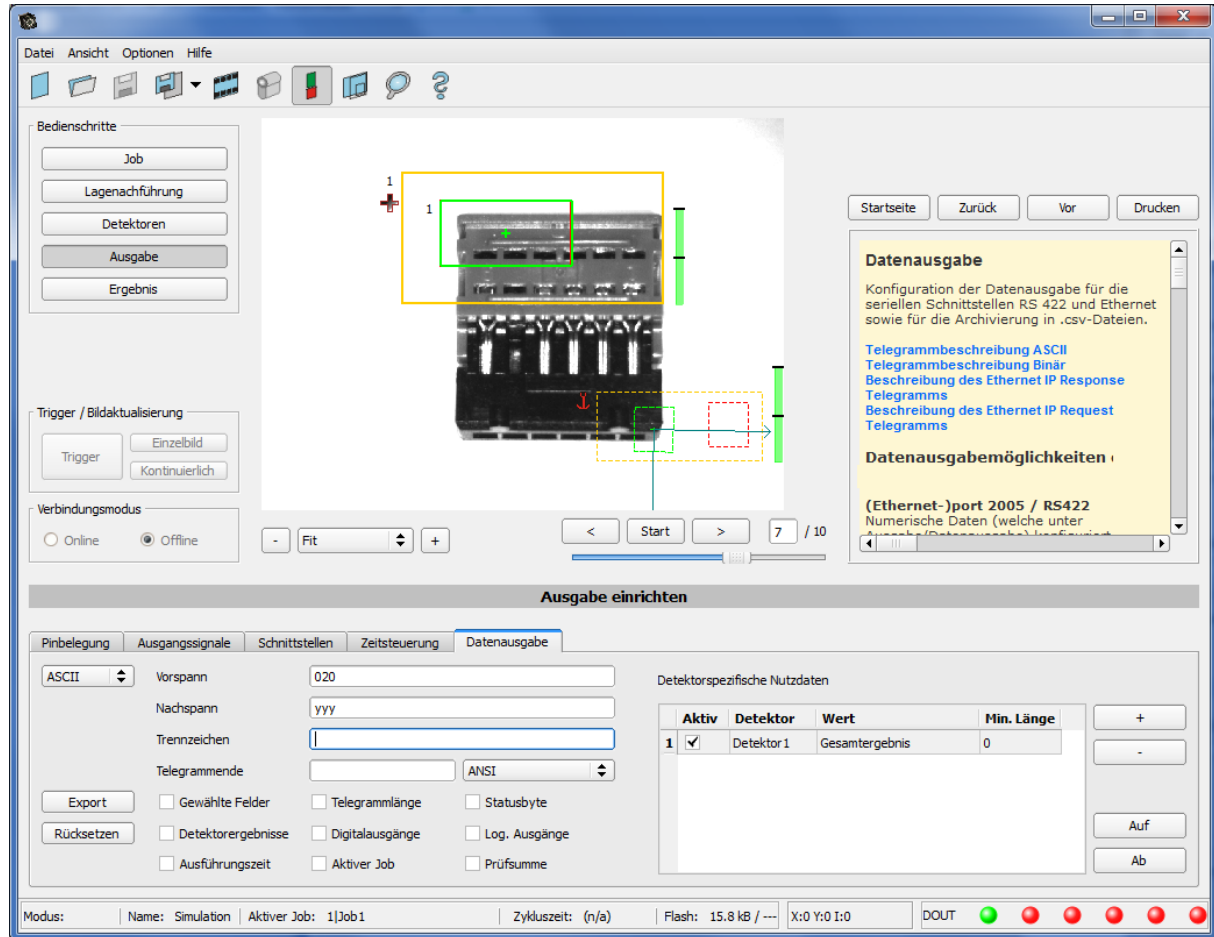 Datei Ansicht Optionen Hilfe
Bedienschritte
Job
Lagenachführung
Detektoren
Ausgabe
Ergebnis
Trigger / Bildaktualisierung
Trigger
Einzelbild
Kontinuierlich
Verbindungsmodus
Online Offline
1
1
- Fit +
< Start > 7 / 10
Startseite Zurück Vor Drucken
Datenausgabe
Konfiguration der Datenausgabe für die
seriellen Schnittstellen RS 422 und Ethernet
sowie für die Archivierung in .csv-Dateien.
Telegrammbeschreibung ASCII
Telegrammbeschreibung Binär
Beschreibung des Ethernet IP Response
Telegramms
Beschreibung des Ethernet IP Request
Telegramms
Datenausgabemöglichkeiten
(Ethernet-)port 2005 / RS422
Numerische Daten (welche unter
Ausgabe/Datenausgabe) konfiguriert
Ausgabe einrichten
Pinbelegung Ausgangssignale Schnittstellen Zeitsteuerung Datenausgabe
ASCII Vorspann 020
Nachspann yyy
Trennzeichen
Telegrammende ANSI
Export Gewählte Felder Telegrammlänge Statusbyte
Rücksetzen Detektorergebnisse Digitalausgänge Log. Ausgänge
Ausführungszeit Aktiver Job Prüfsumme
Detektorspezifische Nutzdaten
Aktiv Detektor Wert Min. Länge
1 Detektor1 Gesamtergebnis 0
+
-
Auf
Ab
Modus: Name: Simulation Aktiver Job: 1|Job1 Zykluszeit: (n/a) Flash: 15.8 kB / --- X:0 Y:0 I:0 DOUT